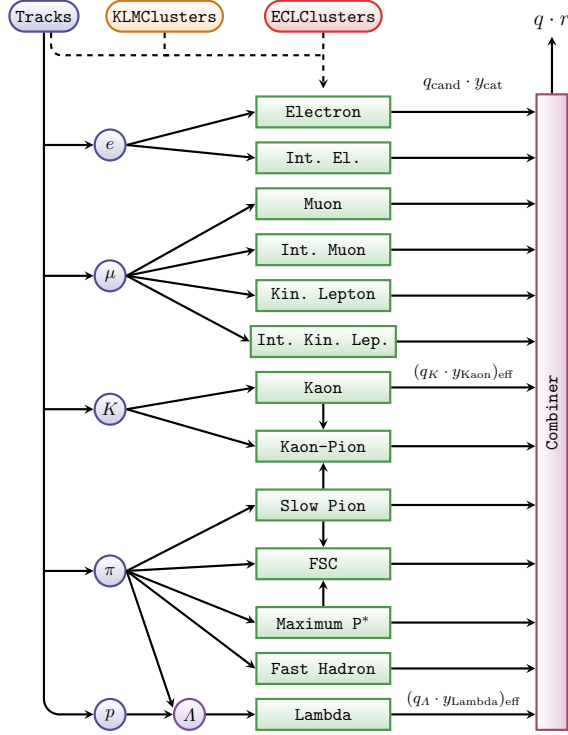 Tracks KLMClusters ECLClusters q · r
q_cand · y_cat
Electron
e
Int. El.
Muon
Int. Muon
μ
Kin. Lepton
Int. Kin. Lep.
(q_K · y_Kaon)_eff
Kaon
K
Kaon-Pion
Combiner
Slow Pion
π
FSC
Maximum P*
Fast Hadron
(q_Λ · y_Lambda)_eff
p Λ Lambda